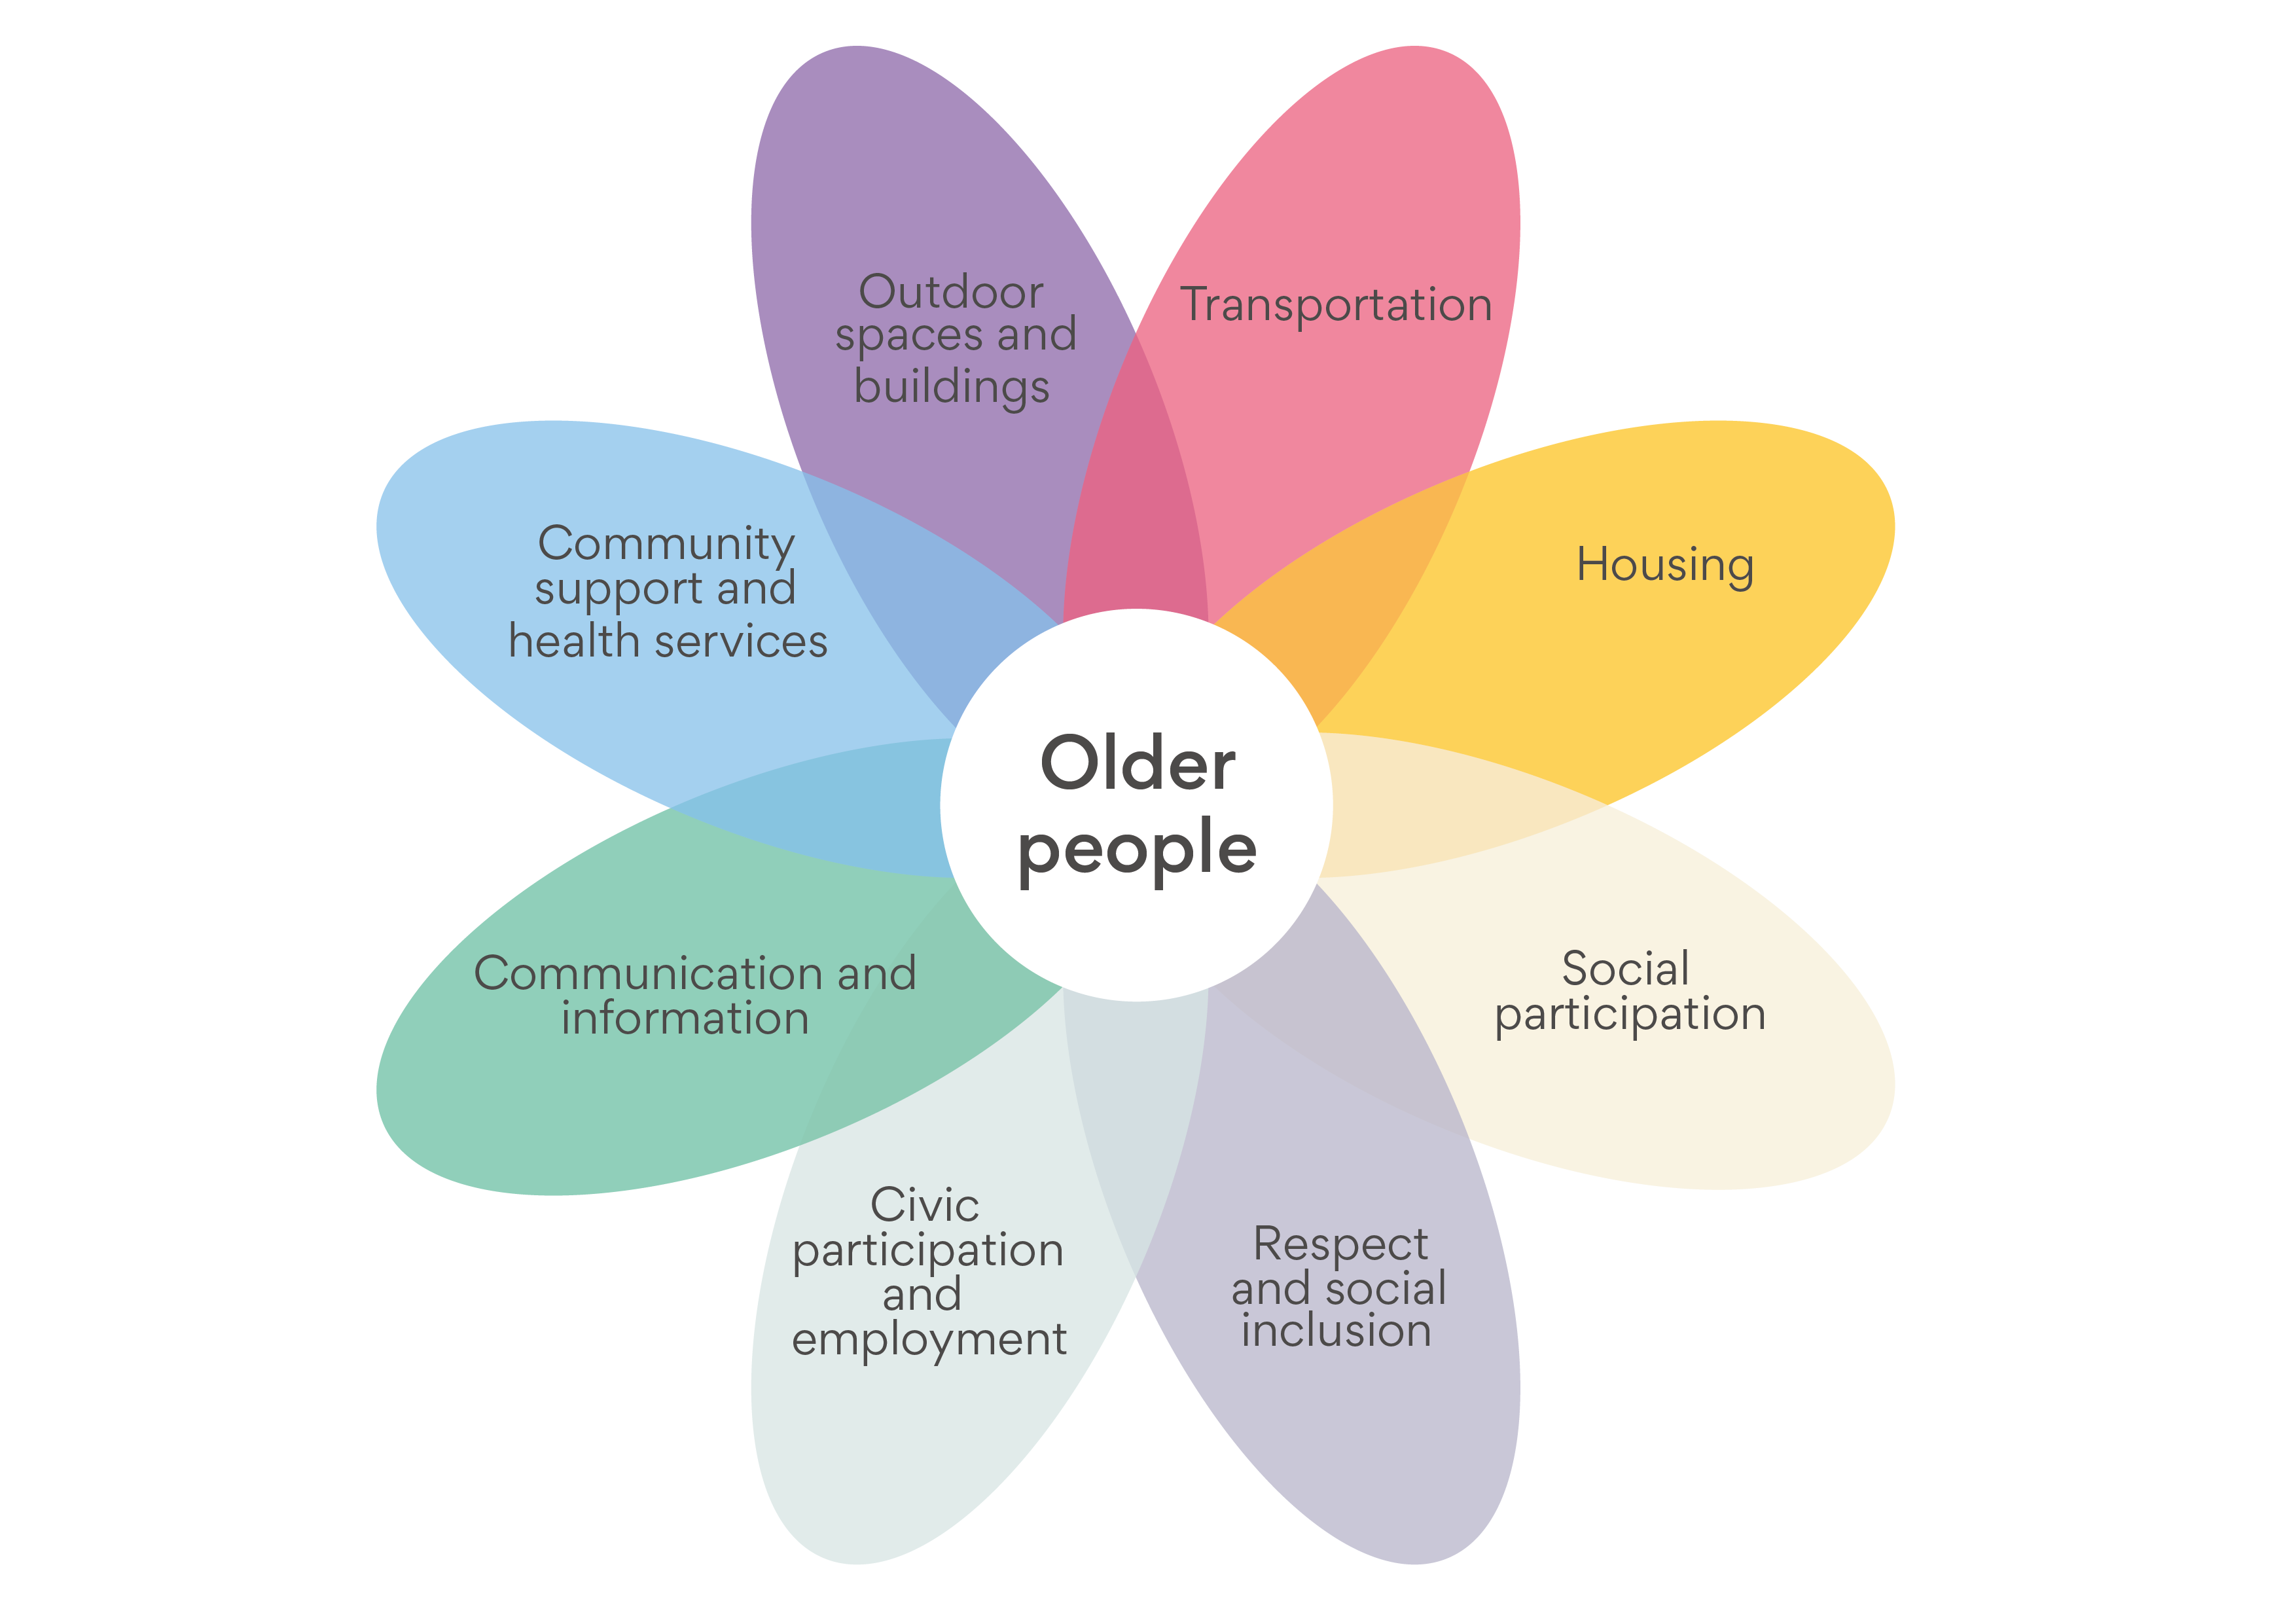 Outdoor
spaces and
buildings
Transportation
Housing
Social
participation
Respect
and social
inclusion
Civic
participation
and
employment
Communication and
information
Community
support and
health services
Older
people